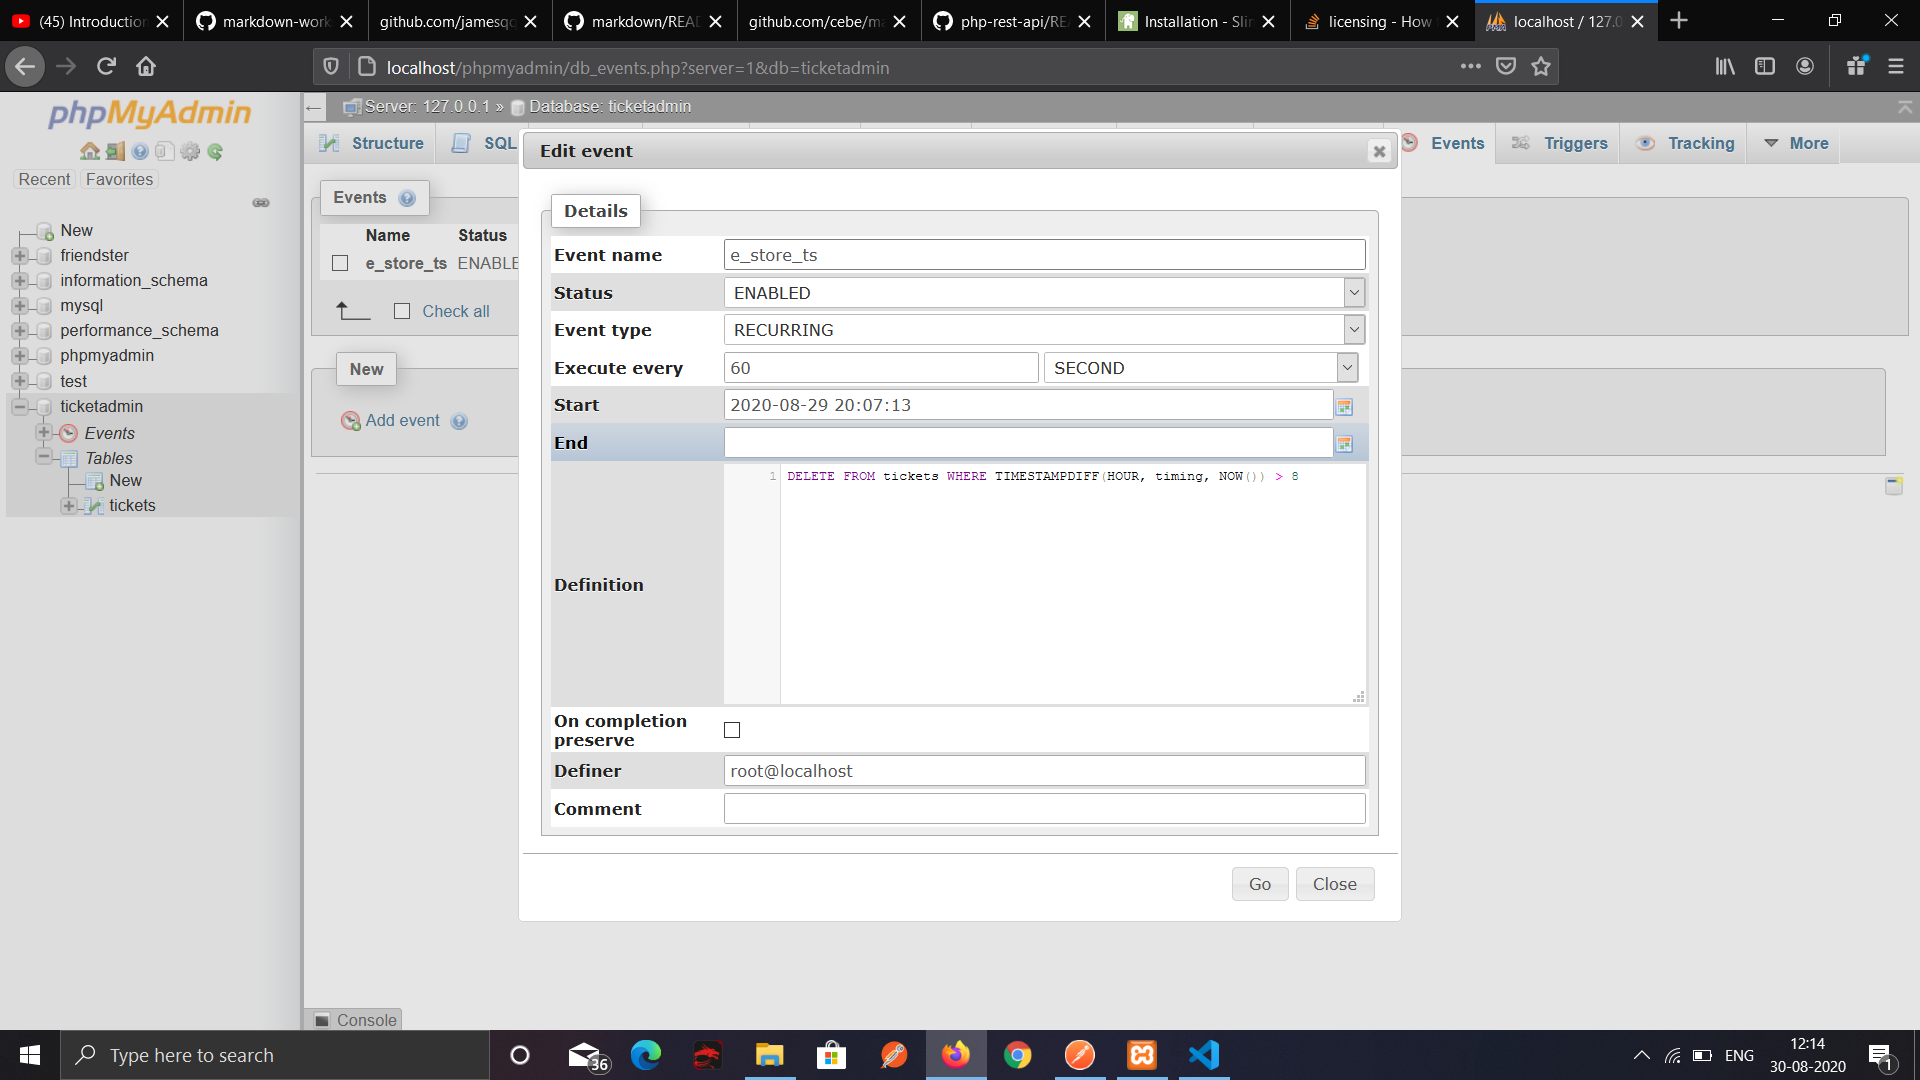 (45) Introduction
markdown-work
github.com/jamesqq
markdown/READ
github.com/cebe/ma
php-rest-api/RE
Installation - Slim
licensing - How
localhost / 127.0
localhost/phpmyadmin/db_events.php?server=1&db=ticketadmin
phpMyAdmin
Recent
Favorites
New
friendster
information_schema
mysql
performance_schema
phpmyadmin
test
ticketadmin
Events
Tables
New
tickets
Server: 127.0.0.1 » Database: ticketadmin
Structure
SQL
Events
Triggers
Tracking
More
Events
Name Status
e_store_ts ENABLE
Check all
New
Add event
Edit event
Details
Event name e_store_ts
Status ENABLED
Event type RECURRING
Execute every 60 SECOND
Start 2020-08-29 20:07:13
End
Definition
1 DELETE FROM tickets WHERE TIMESTAMPDIFF(HOUR, timing, NOW()) > 8
On completion
preserve
Definer root@localhost
Comment
Go Close
Console
Type here to search
36
ENG
12:14
30-08-2020
1